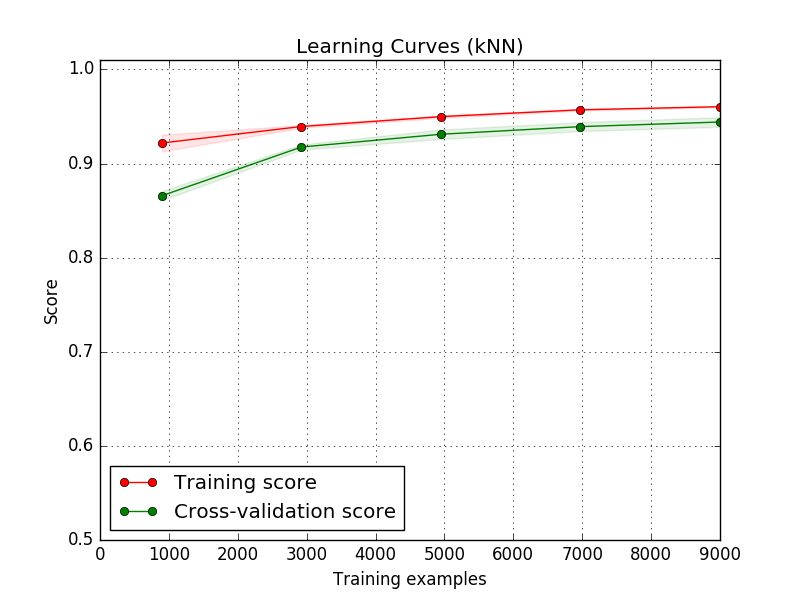 Learning Curves (kNN)
1.0
0.9
0.8
0.7
0.6
0.5
Score
Training score
Cross-validation score
0 1000 2000 3000 4000 5000 6000 7000 8000 9000
Training examples